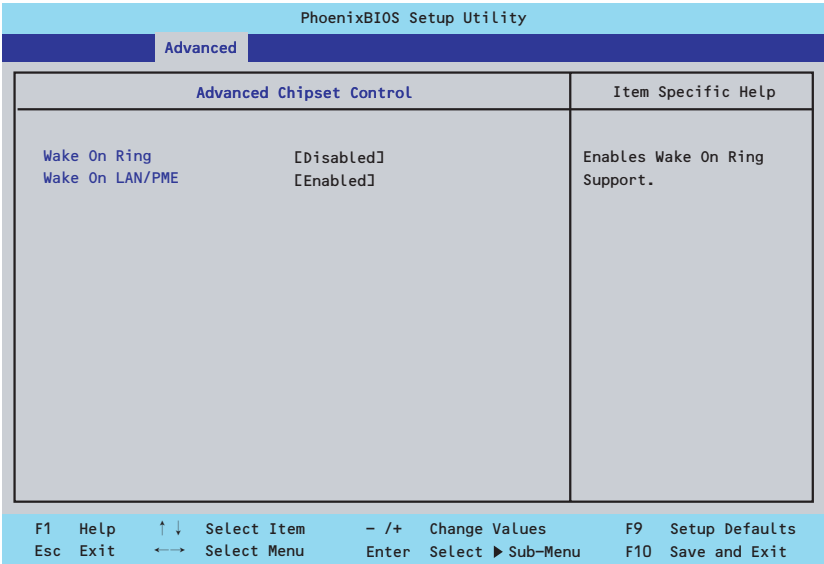 PhoenixBIOS Setup Utility
Advanced
Advanced Chipset Control
Item Specific Help
Wake On Ring [Disabled]
Wake On LAN/PME [Enabled]
Enables Wake On Ring
Support.
F1 Help ↑↓ Select Item - /+ Change Values F9 Setup Defaults
Esc Exit ←→ Select Menu Enter Select ▶ Sub-Menu F10 Save and Exit